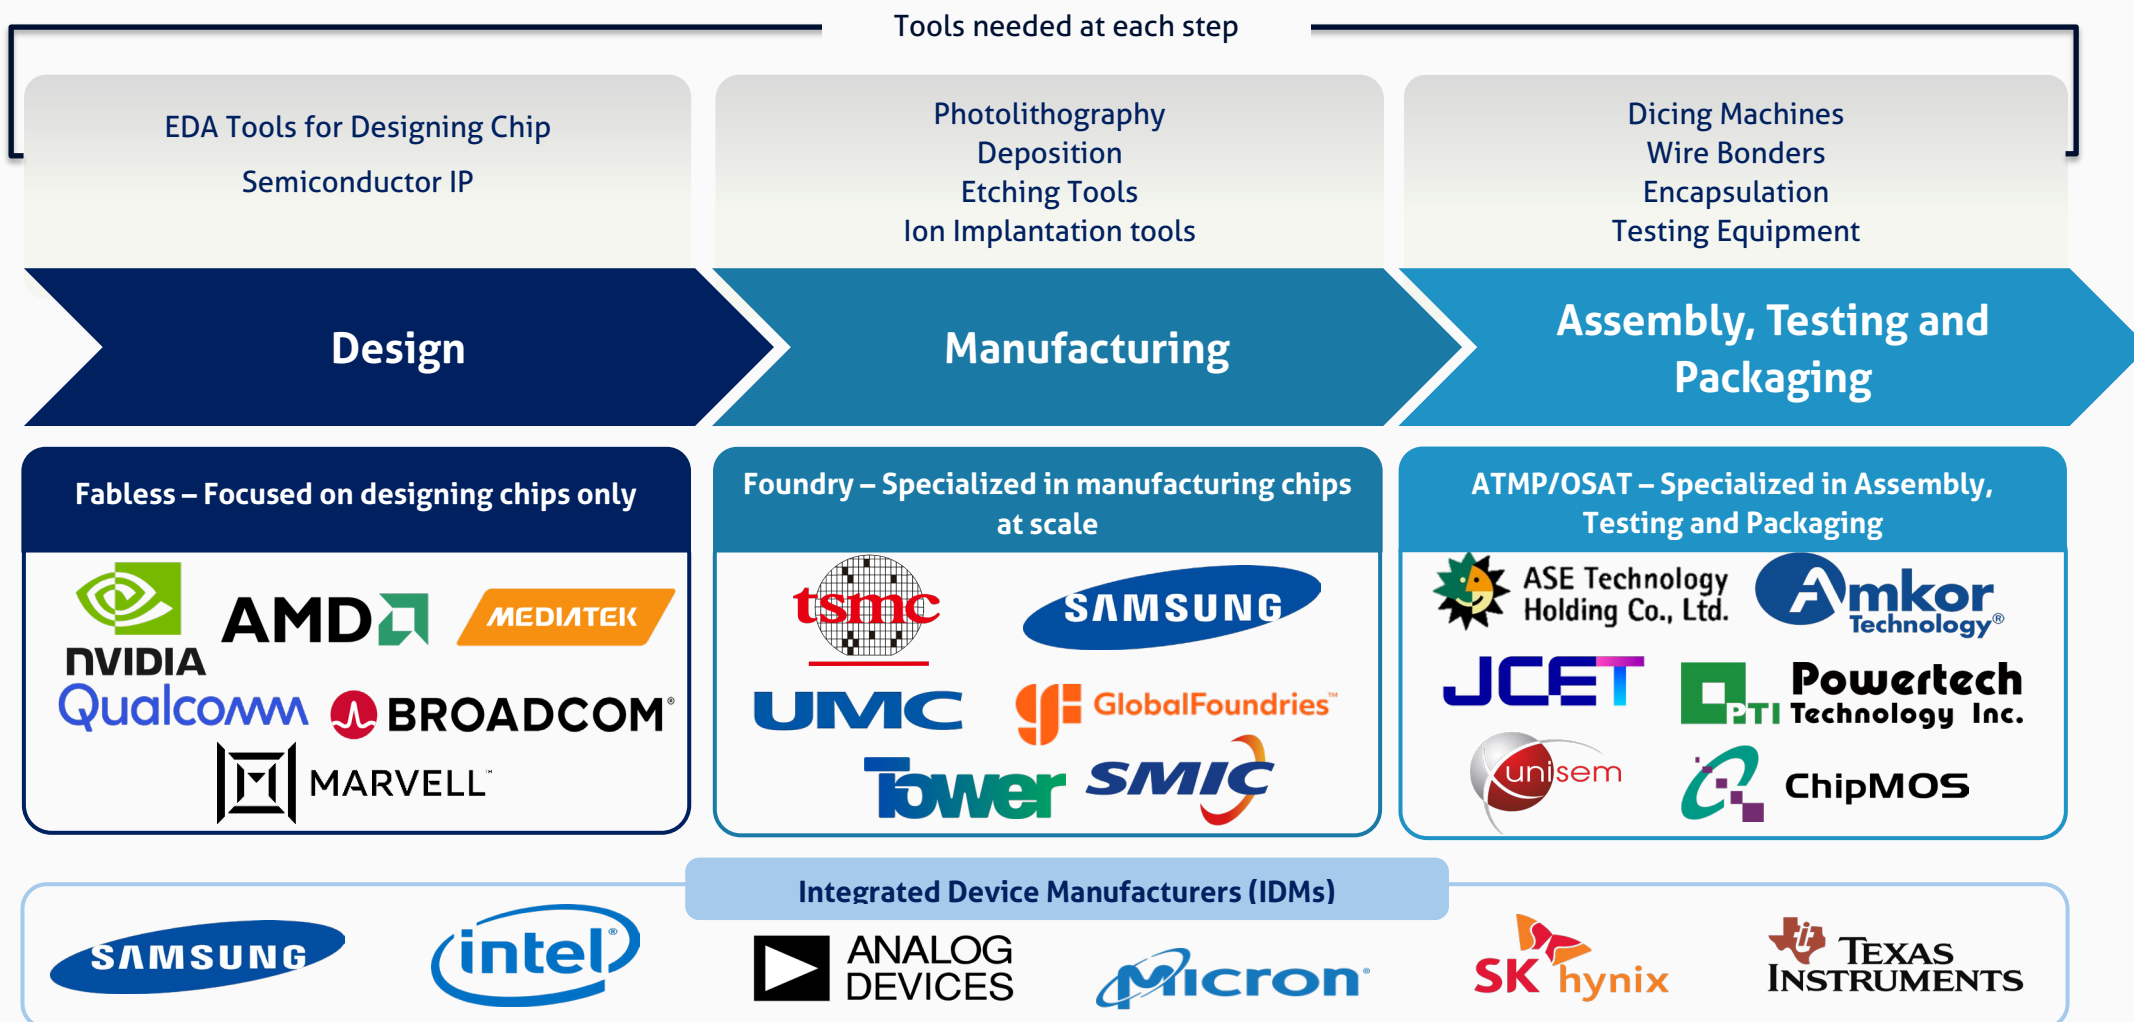 Tools needed at each step
EDA Tools for Designing Chip
Semiconductor IP
Photolithography
Deposition
Etching Tools
Ion Implantation tools
Dicing Machines
Wire Bonders
Encapsulation
Testing Equipment
Design
Manufacturing
Assembly, Testing and
Packaging
Fabless – Focused on designing chips only
NVIDIA
AMD
MEDIATEK
Qualcomm
BROADCOM®
MARVELL™
Foundry – Specialized in manufacturing chips
at scale
tsmc
SAMSUNG
UMC
GF GlobalFoundries™
Tower
SMIC
ATMP/OSAT – Specialized in Assembly,
Testing and Packaging
ASE Technology
Holding Co., Ltd.
Amkor
Technology®
JCET
PTI
Powertech
Technology Inc.
unisem
ChipMOS
Integrated Device Manufacturers (IDMs)
SAMSUNG
intel®
ANALOG
DEVICES
Micron®
SK hynix
TEXAS
INSTRUMENTS